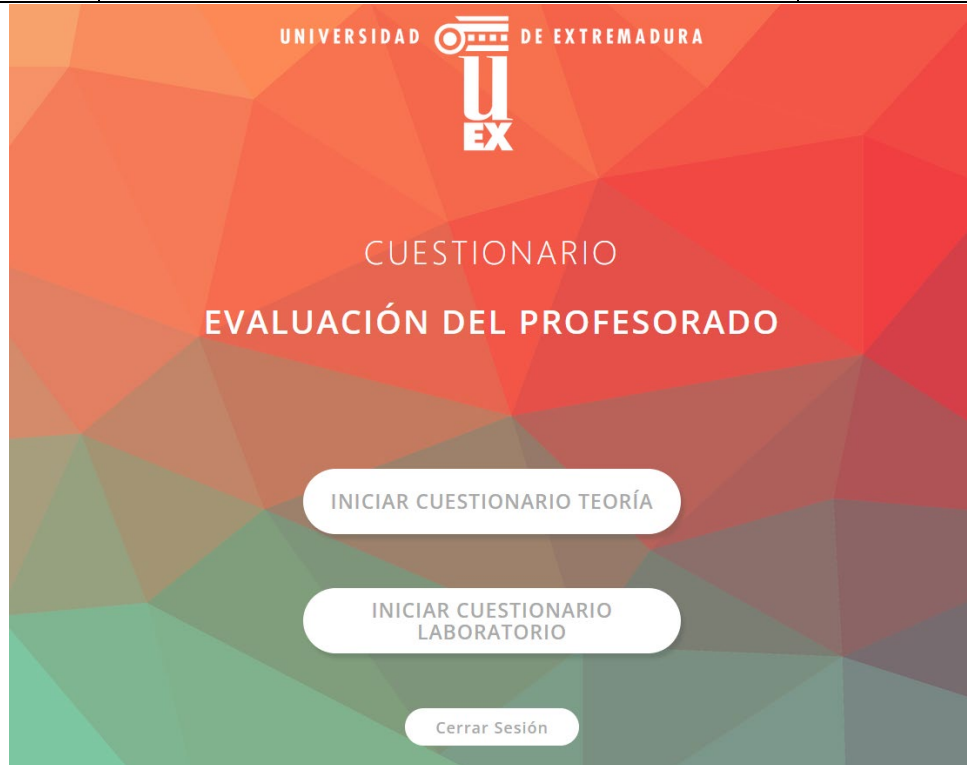 UNIVERSIDAD DE EXTREMADURA
U
EX
CUESTIONARIO
EVALUACIÓN DEL PROFESORADO
INICIAR CUESTIONARIO TEORÍA
INICIAR CUESTIONARIO
LABORATORIO
Cerrar Sesión